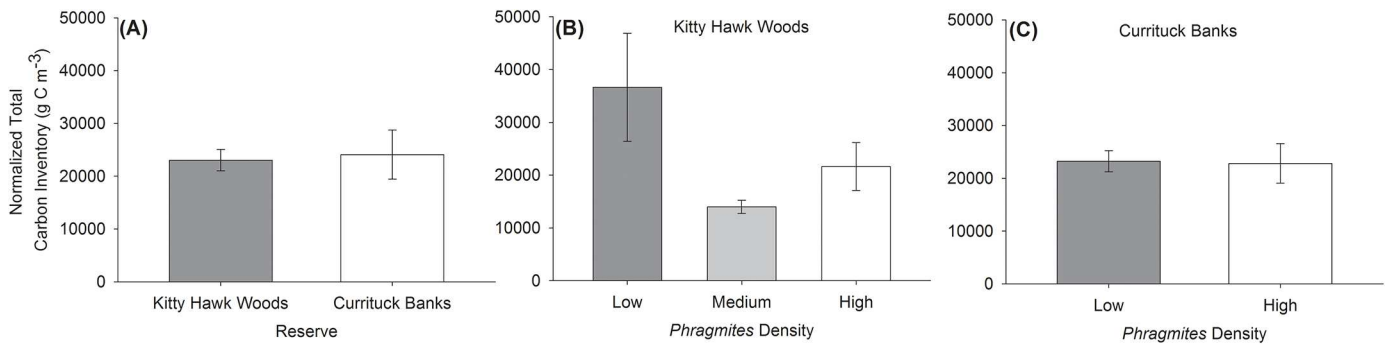 Normalized Total
Carbon Inventory (g C m-3)
(A)
50000
40000
30000
20000
10000
0
Kitty Hawk Woods Currituck Banks
Reserve
(B)
Kitty Hawk Woods
50000
40000
30000
20000
10000
0
Low Medium High
Phragmites Density
(C)
Currituck Banks
50000
40000
30000
20000
10000
0
Low High
Phragmites Density